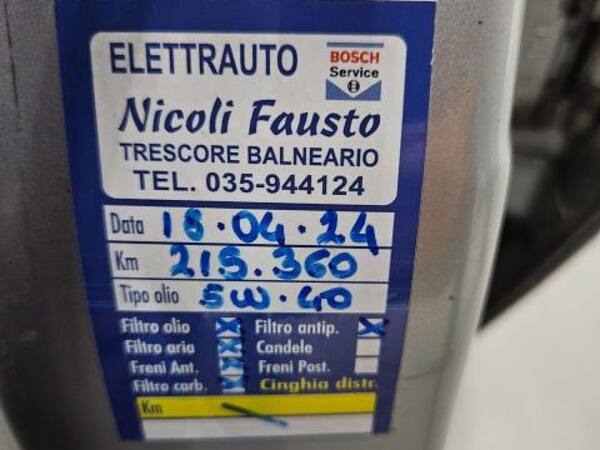 ELETTRAUTO
BOSCH
Service
Nicoli Fausto
TRESCORE BALNEARIO
TEL. 035-944124
Data 18.04.24
Km 215.360
Tipo olio 5W.40
Filtro olio X Filtro antip. X
Filtro aria X Candele
Freni Ant. X Freni Post.
Filtro carb. X Cinghia distr.
Km